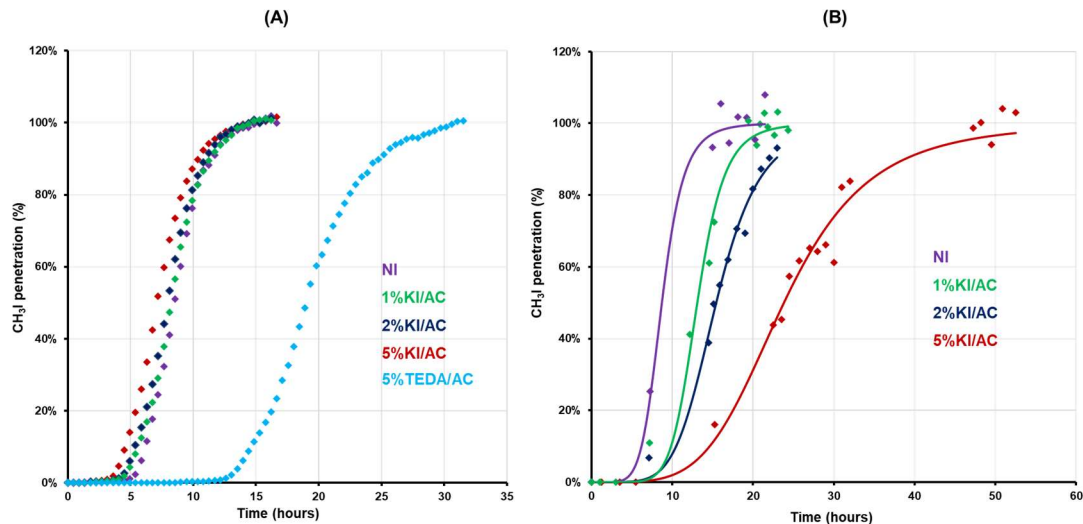 (A)
120%
100%
80%
60%
40%
20%
0%
0 5 10 15 20 25 30 35
CH₃I penetration (%)
Time (hours)
NI
1%KI/AC
2%KI/AC
5%KI/AC
5%TEDA/AC
(B)
120%
100%
80%
60%
40%
20%
0%
0 10 20 30 40 50 60
CH₃I penetration (%)
Time (hours)
NI
1%KI/AC
2%KI/AC
5%KI/AC